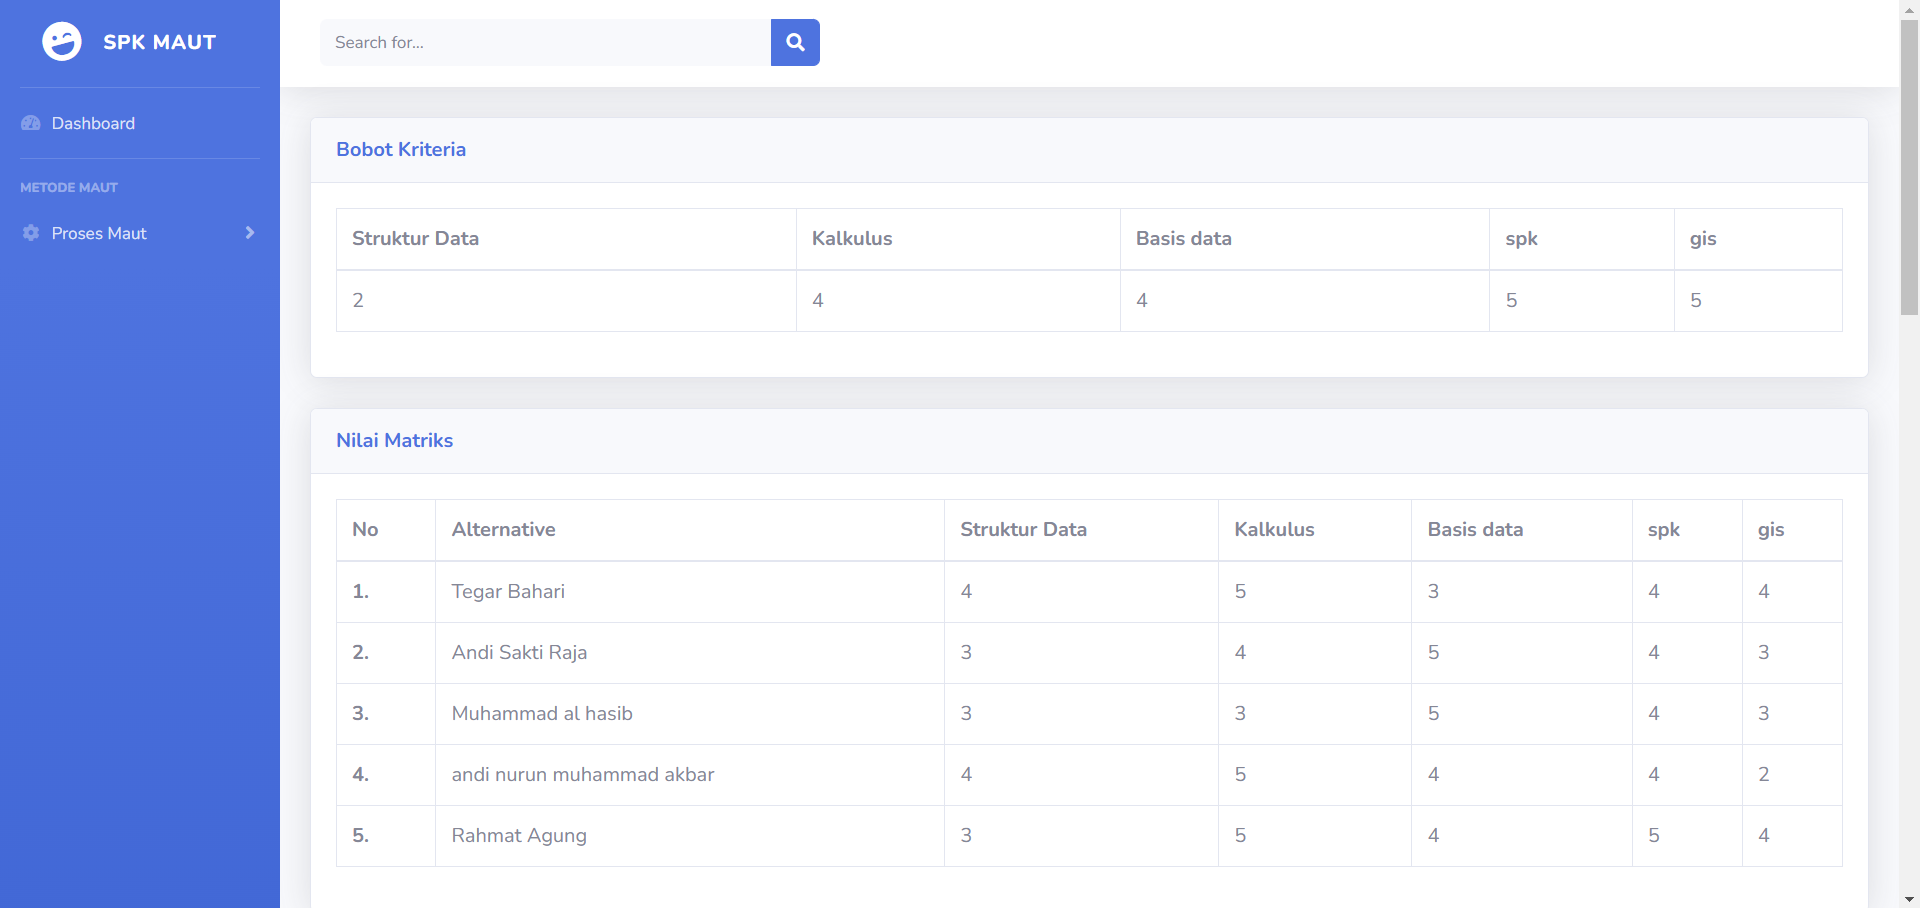 SPK MAUT
Search for...
Dashboard
METODE MAUT
Proses Maut
Bobot Kriteria
Struktur Data Kalkulus Basis data spk gis
2 4 4 5 5
Nilai Matriks
No Alternative Struktur Data Kalkulus Basis data spk gis
1. Tegar Bahari 4 5 3 4 4
2. Andi Sakti Raja 3 4 5 4 3
3. Muhammad al hasib 3 3 5 4 3
4. andi nurun muhammad akbar 4 5 4 4 2
5. Rahmat Agung 3 5 4 5 4